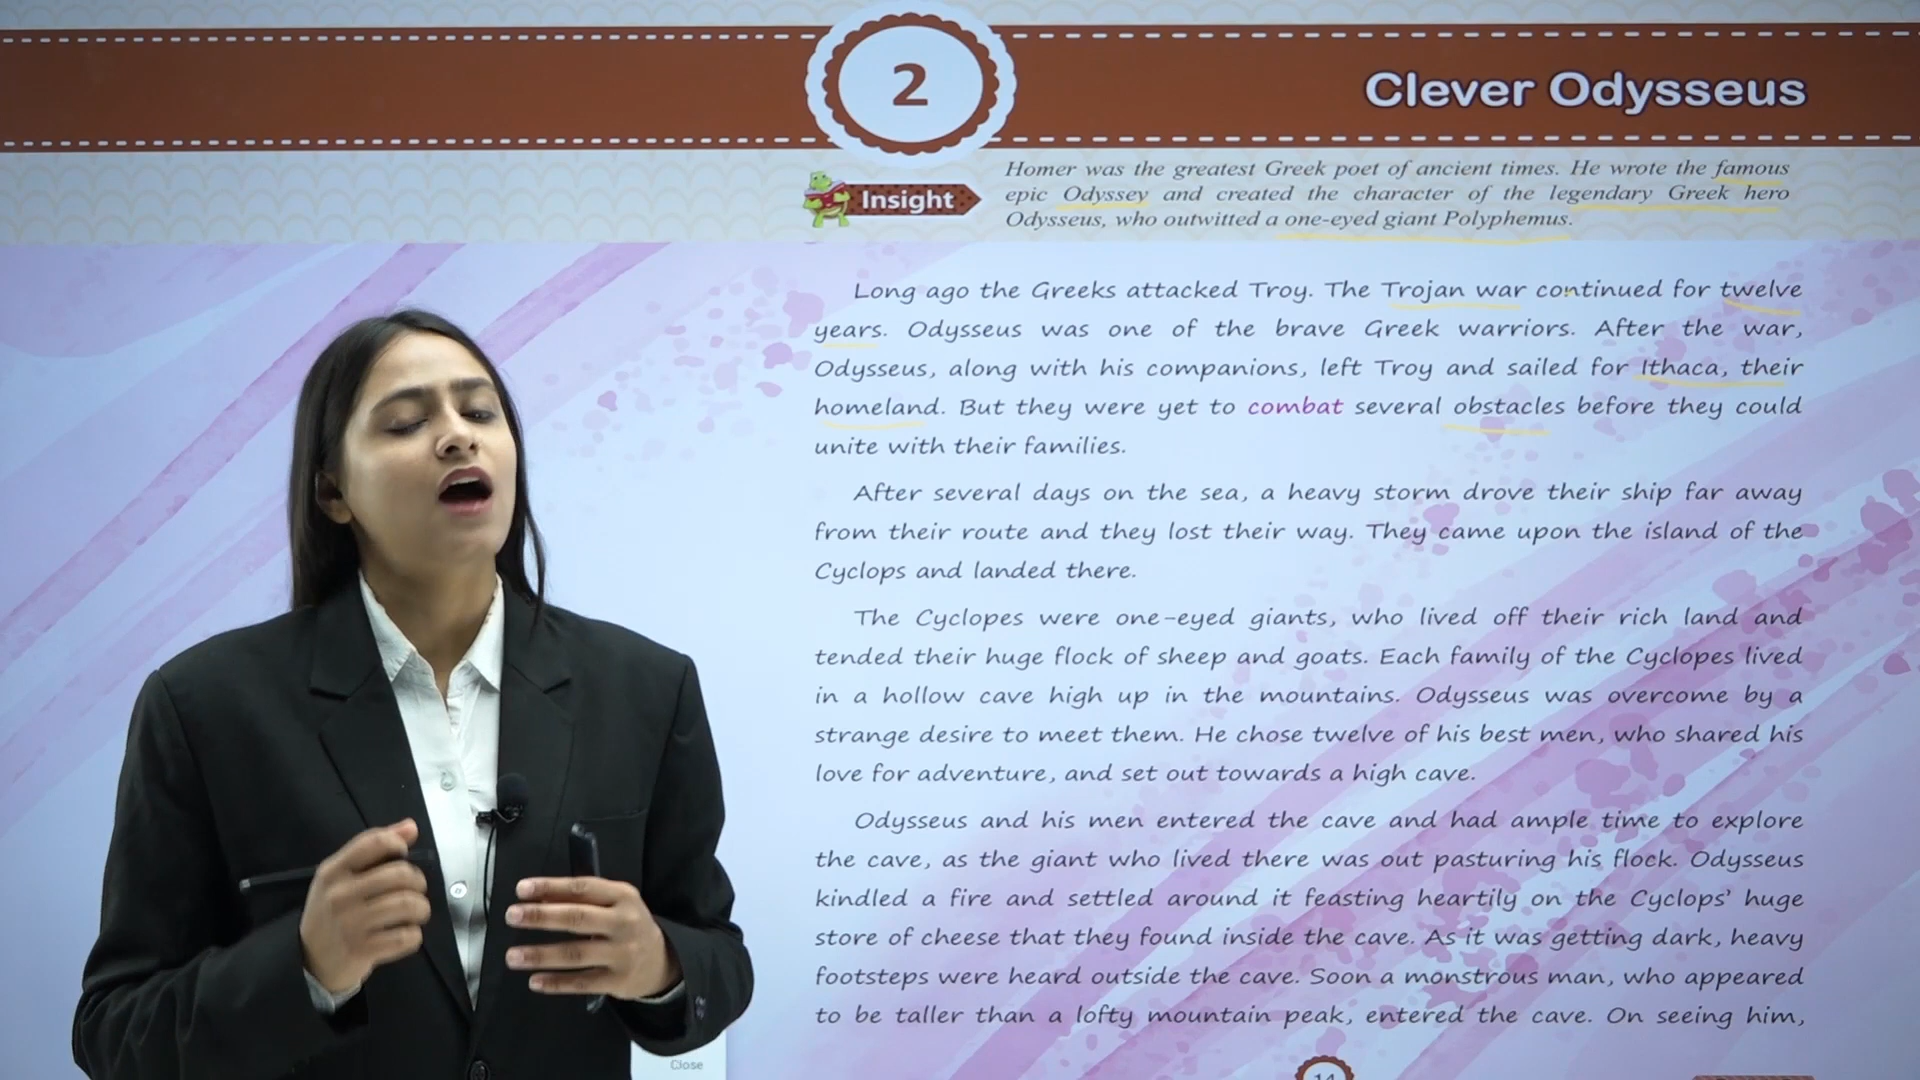 2
Clever Odysseus
Insight
Homer was the greatest Greek poet of ancient times. He wrote the famous
epic Odyssey and created the character of the legendary Greek hero
Odysseus, who outwitted a one-eyed giant Polyphemus.
Long ago the Greeks attacked Troy. The Trojan war continued for twelve
years. Odysseus was one of the brave Greek warriors. After the war,
Odysseus, along with his companions, left Troy and sailed for Ithaca, their
homeland. But they were yet to combat several obstacles before they could
unite with their families.
After several days on the sea, a heavy storm drove their ship far away
from their route and they lost their way. They came upon the island of the
Cyclops and landed there.
The Cyclopes were one-eyed giants, who lived off their rich land and
tended their huge flock of sheep and goats. Each family of the Cyclopes lived
in a hollow cave high up in the mountains. Odysseus was overcome by a
strange desire to meet them. He chose twelve of his best men, who shared his
love for adventure, and set out towards a high cave.
Odysseus and his men entered the cave and had ample time to explore
the cave, as the giant who lived there was out pasturing his flock. Odysseus
kindled a fire and settled around it feasting heartily on the Cyclops' huge
store of cheese that they found inside the cave. As it was getting dark, heavy
footsteps were heard outside the cave. Soon a monstrous man, who appeared
to be taller than a lofty mountain peak, entered the cave. On seeing him,
Close